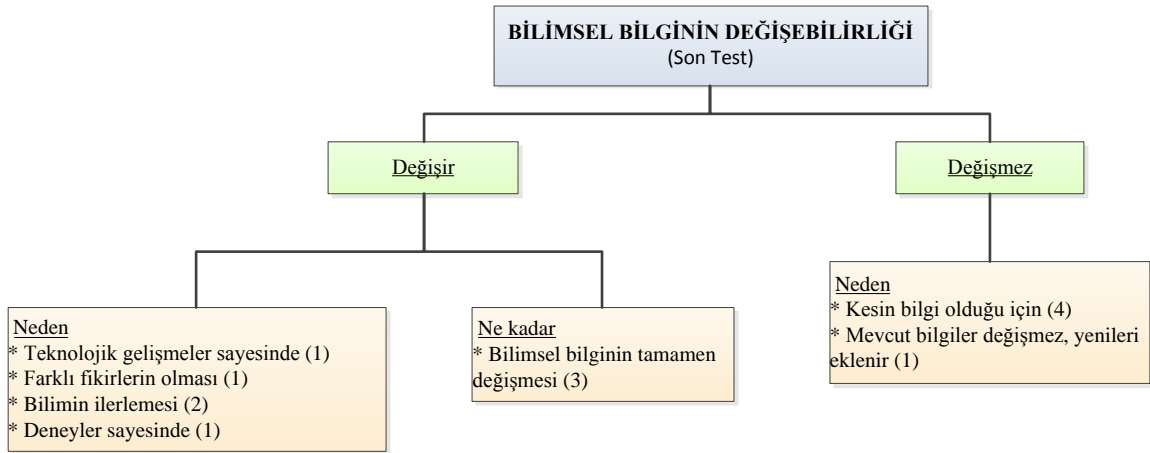 BİLİMSEL BİLGİNİN DEĞİŞEBİLİRLİĞİ
(Son Test)
Değişir
Değişmez
Neden
* Teknolojik gelişmeler sayesinde (1)
* Farklı fikirlerin olması (1)
* Bilimin ilerlemesi (2)
* Deneyler sayesinde (1)
Ne kadar
* Bilimsel bilginin tamamen
değişmesi (3)
Neden
* Kesin bilgi olduğu için (4)
* Mevcut bilgiler değişmez, yenileri
eklenir (1)